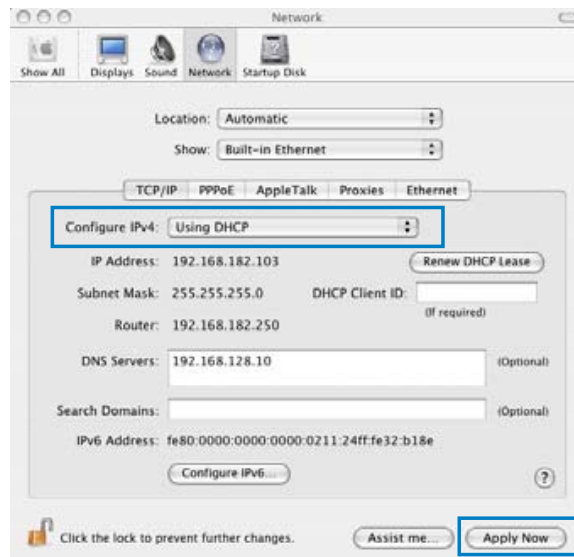 Network
Show All Displays Sound Network Startup Disk
Location: Automatic
Show: Built-in Ethernet
TCP/IP PPPoE AppleTalk Proxies Ethernet
Configure IPv4: Using DHCP
IP Address: 192.168.182.103 Renew DHCP Lease
Subnet Mask: 255.255.255.0 DHCP Client ID:
(If required)
Router: 192.168.182.250
DNS Servers: 192.168.128.10 (Optional)
Search Domains: (Optional)
IPv6 Address: fe80:0000:0000:0000:0211:24ff:fe32:b18e
Configure IPv6... ?
Click the lock to prevent further changes. Assist me... Apply Now